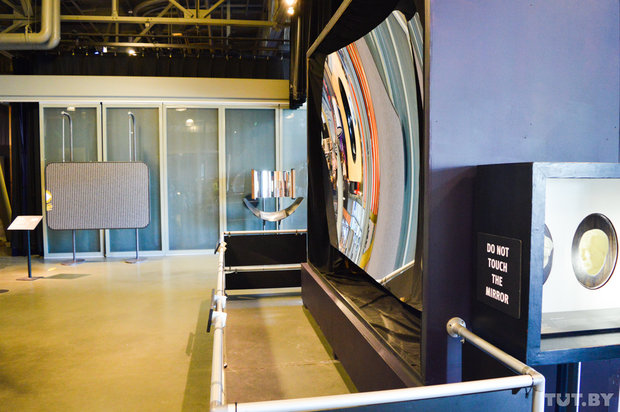 DO NOT
TOUCH
THE
MIRROR
TUT.BY